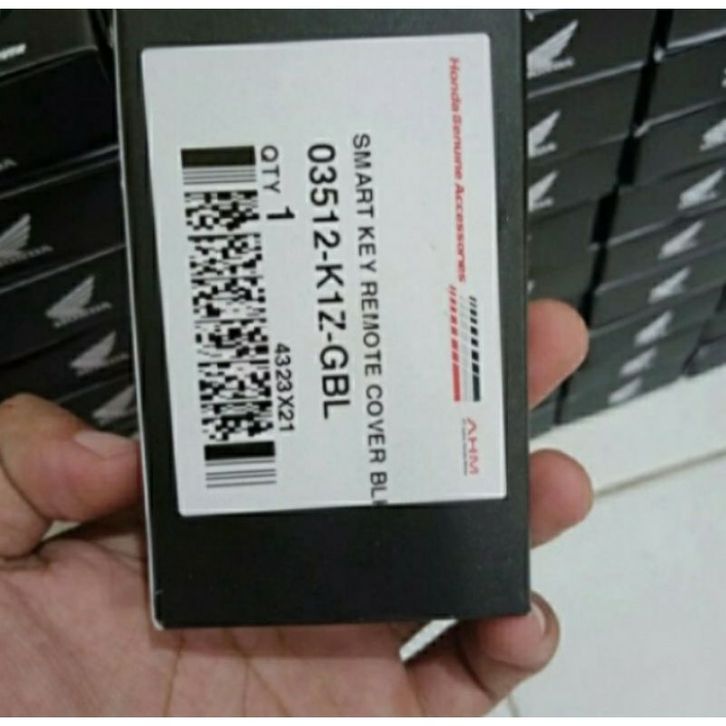 Honda Genuine Accessories
AHM
SMART KEY REMOTE COVER BL
03512-K1Z-GBL
QTY 1
4323X21